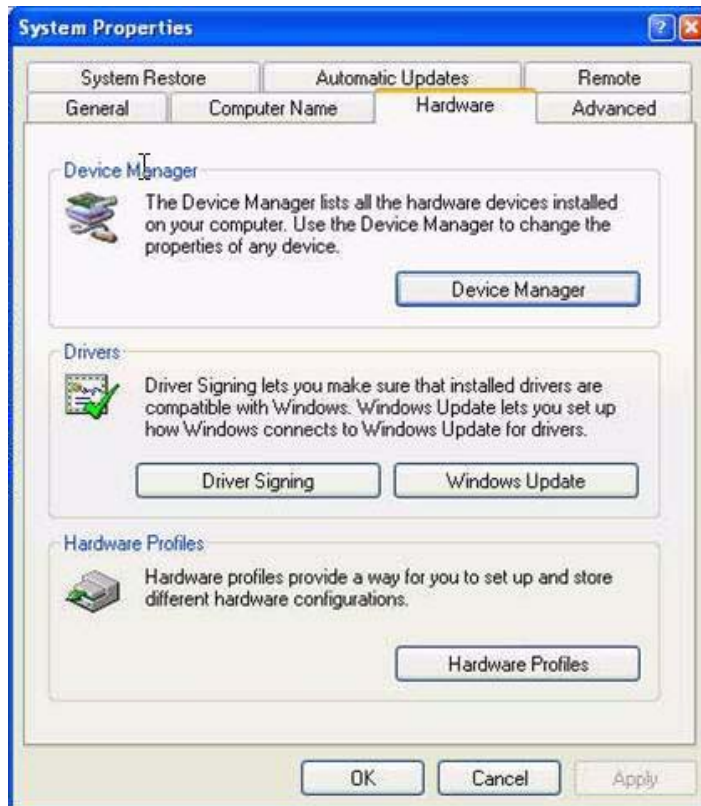 System Properties
System Restore
Automatic Updates
Remote
General
Computer Name
Hardware
Advanced
Device Manager
The Device Manager lists all the hardware devices installed
on your computer. Use the Device Manager to change the
properties of any device.
Device Manager
Drivers
Driver Signing lets you make sure that installed drivers are
compatible with Windows. Windows Update lets you set up
how Windows connects to Windows Update for drivers.
Driver Signing
Windows Update
Hardware Profiles
Hardware profiles provide a way for you to set up and store
different hardware configurations.
Hardware Profiles
OK
Cancel
Apply